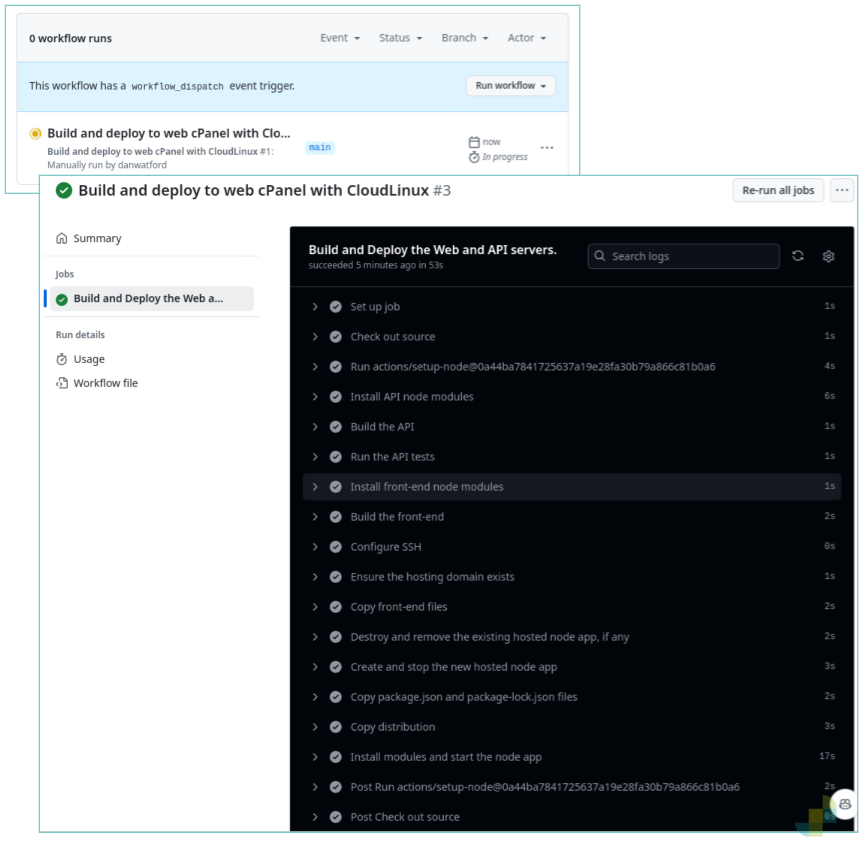 0 workflow runs
Event
Status
Branch
Actor
This workflow has a workflow_dispatch event trigger.
Run workflow
Build and deploy to web cPanel with Clo...
main
now
Build and deploy to web cPanel with CloudLinux #1:
Manually run by danwatford
In progress
Build and deploy to web cPanel with CloudLinux #3
Re-run all jobs
Summary
Jobs
Build and Deploy the Web a...
Run details
Usage
Workflow file
Build and Deploy the Web and API servers.
succeeded 5 minutes ago in 53s
Search logs
Set up job 1s
Check out source 1s
Run actions/setup-node@0a44ba7841725637a19e28fa30b79a866c81b0a6 4s
Install API node modules 6s
Build the API 1s
Run the API tests 1s
Install front-end node modules 1s
Build the front-end 2s
Configure SSH 0s
Ensure the hosting domain exists 1s
Copy front-end files 2s
Destroy and remove the existing hosted node app, if any 2s
Create and stop the new hosted node app 3s
Copy package.json and package-lock.json files 2s
Copy distribution 3s
Install modules and start the node app 17s
Post Run actions/setup-node@0a44ba7841725637a19e28fa30b79a866c81b0a6 2s
Post Check out source 0s